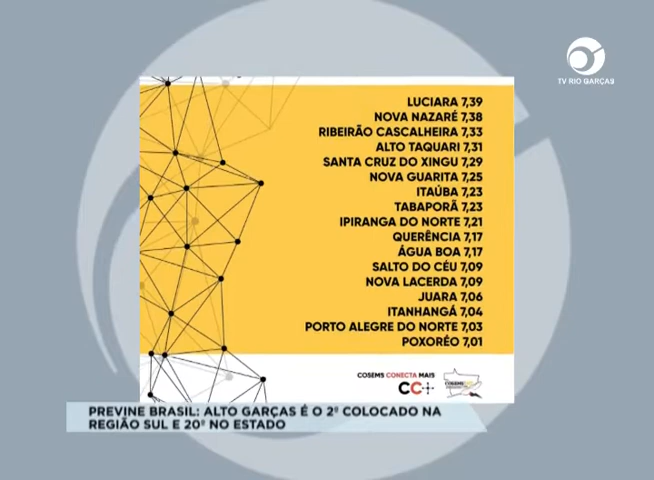 TV RIO GARÇAS
LUCIARA 7,39
NOVA NAZARÉ 7,38
RIBEIRÃO CASCALHEIRA 7,33
ALTO TAQUARI 7,31
SANTA CRUZ DO XINGU 7,29
NOVA GUARITA 7,25
ITAÚBA 7,23
TABAPORÃ 7,23
IPIRANGA DO NORTE 7,21
QUERÊNCIA 7,17
ÁGUA BOA 7,17
SALTO DO CÉU 7,09
NOVA LACERDA 7,09
JUARA 7,06
ITANHANGÁ 7,04
PORTO ALEGRE DO NORTE 7,03
POXORÉO 7,01
COSEMS CONECTA MAIS
CC+
PREVINE BRASIL: ALTO GARÇAS É O 2º COLOCADO NA
REGIÃO SUL E 20º NO ESTADO